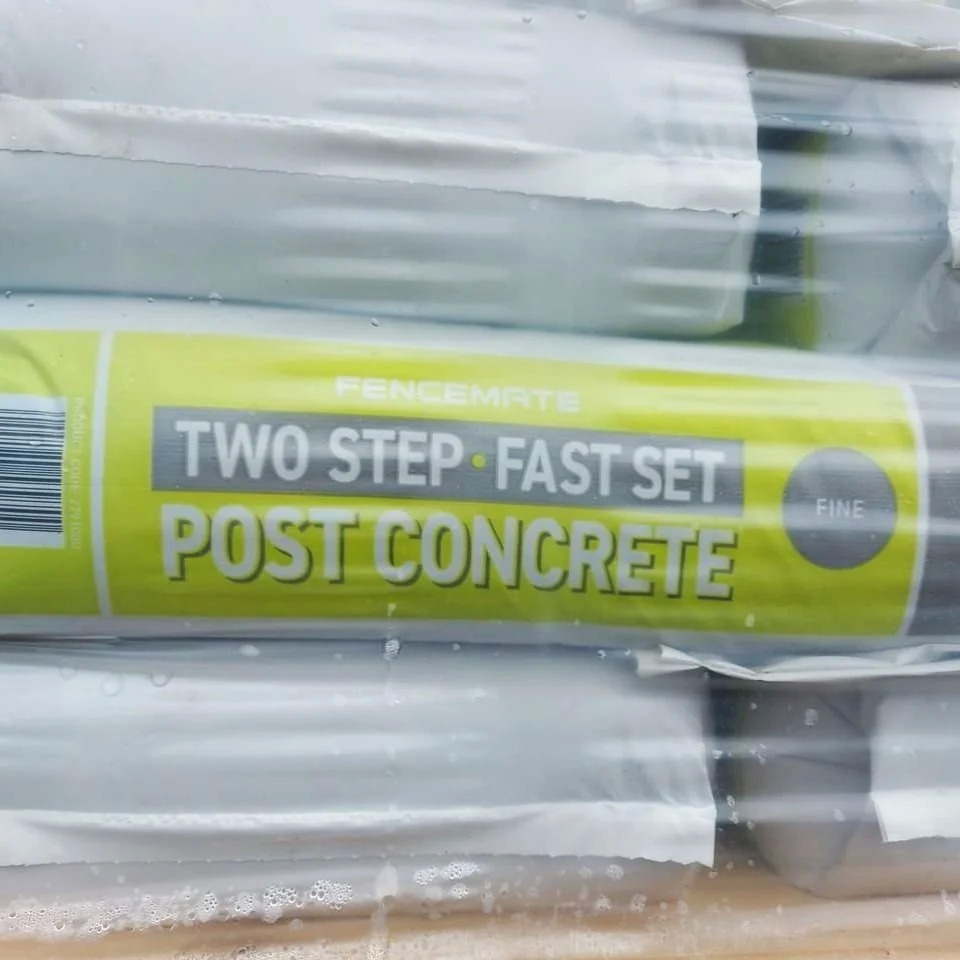 FENCEMATE
TWO STEP • FAST SET
POST CONCRETE
FINE